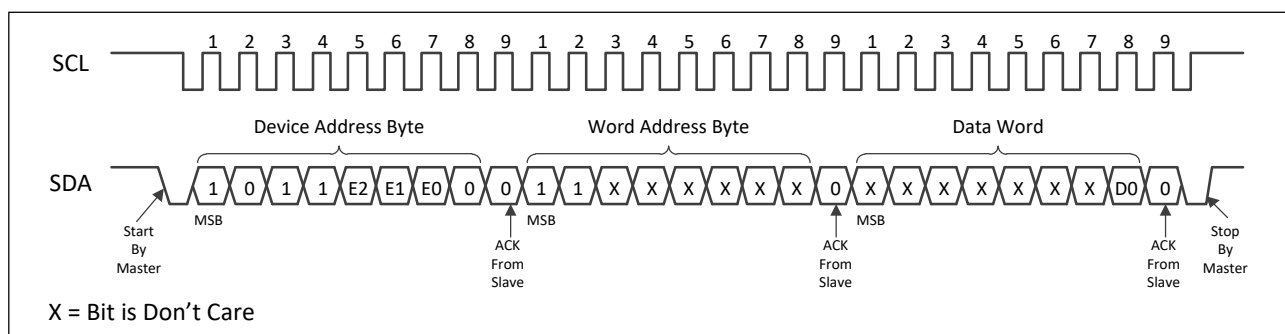 1 2 3 4 5 6 7 8 9 1 2 3 4 5 6 7 8 9 1 2 3 4 5 6 7 8 9
SCL
Device Address Byte Word Address Byte Data Word
SDA 1 0 1 1 E2 E1 E0 0 0 1 1 X X X X X X 0 X X X X X X X D0 0
MSB MSB MSB
Start
By
Master
ACK
From
Slave
ACK
From
Slave
ACK
From
Slave
Stop
By
Master
X = Bit is Don’t Care